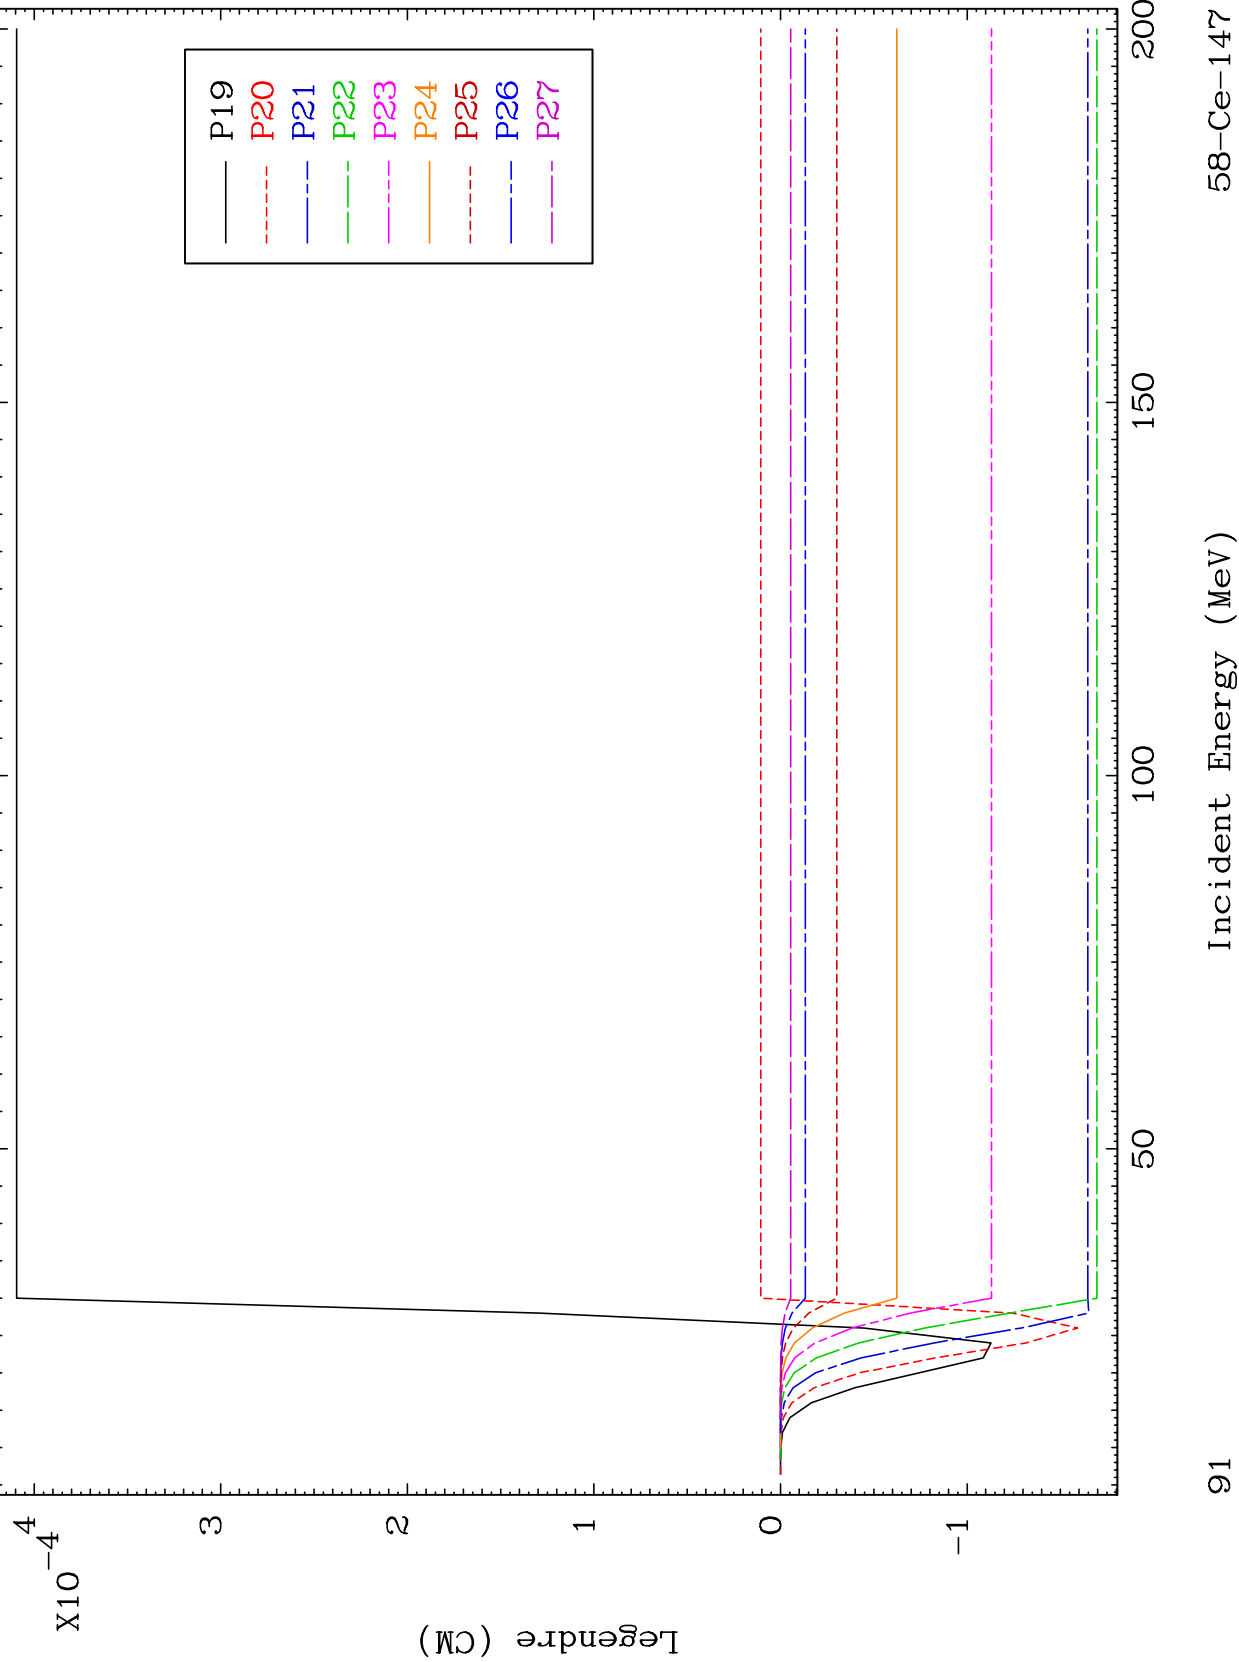 P19
P20
P21
P22
P23
P24
P25
P26
P27
X10-4
4
3
2
1
0
-1
Legendre (CM)
50
100
150
200
Incident Energy (MeV)
91
58-Ce-147